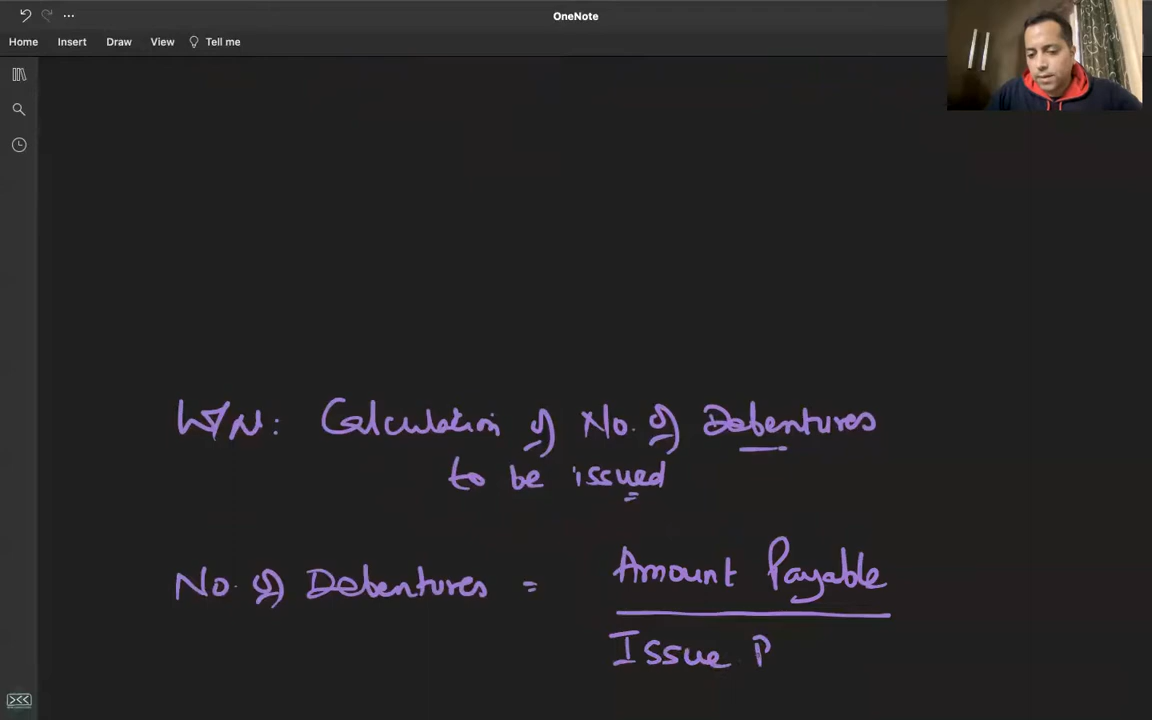 OneNote
Home Insert Draw View Tell me
W/N: Calculation of No. of Debentures
to be issued
No. of Debentures = Amount Payable
Issue P